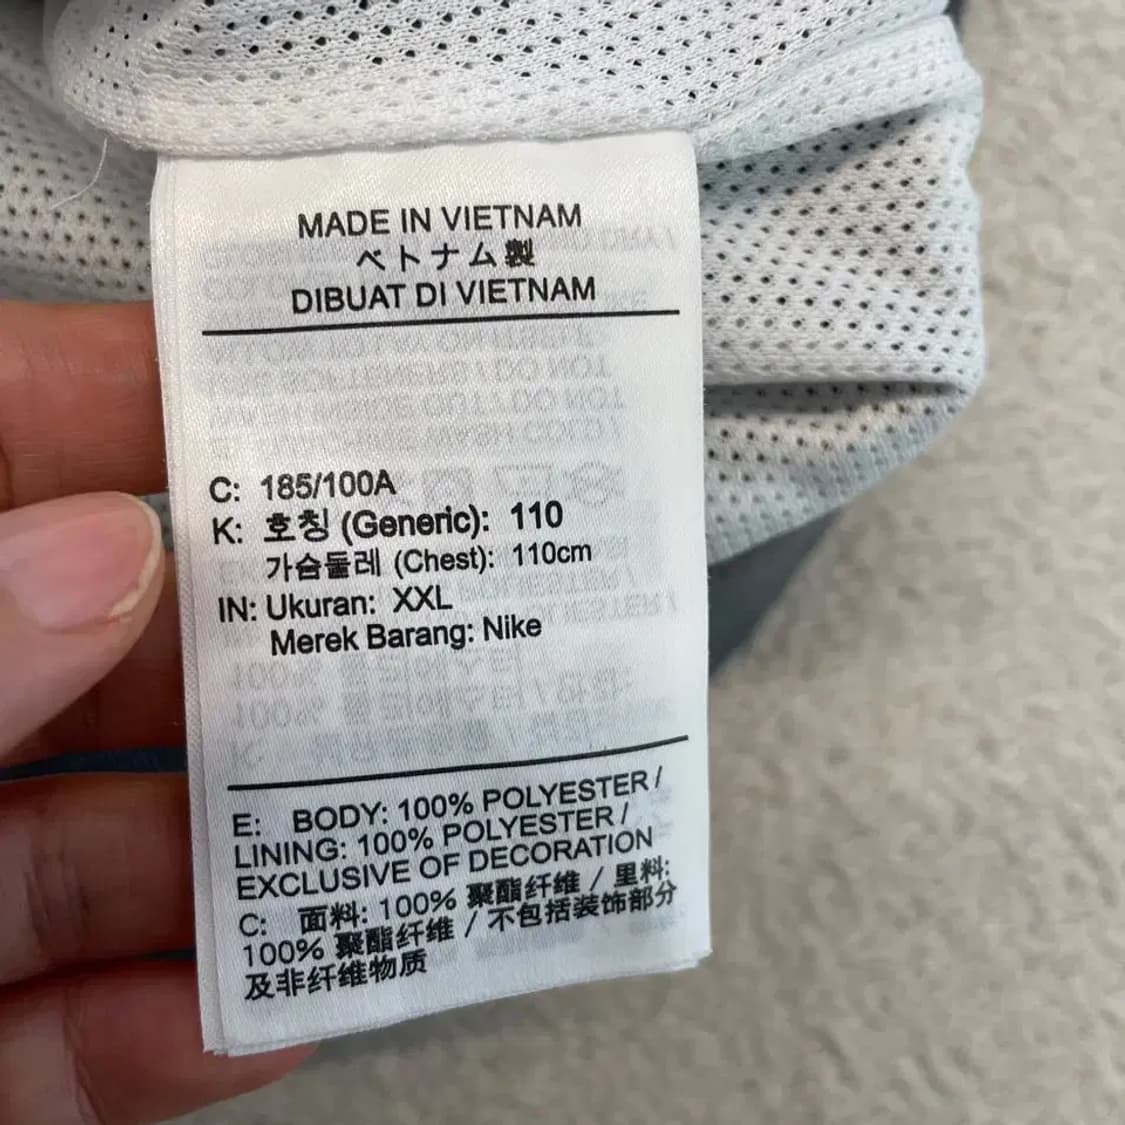 MADE IN VIETNAM
ベトナム製
DIBUAT DI VIETNAM
C: 185/100A
K: 호칭 (Generic): 110
가슴둘레 (Chest): 110cm
IN: Ukuran: XXL
Merek Barang: Nike
E: BODY: 100% POLYESTER /
LINING: 100% POLYESTER /
EXCLUSIVE OF DECORATION
C: 面料: 100% 聚酯纤维 / 里料:
100% 聚酯纤维 / 不包括装饰部分
及非纤维物质